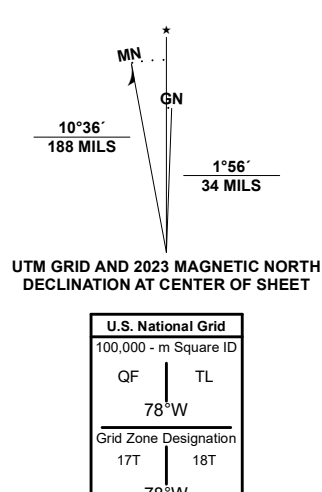 MN
GN
10°36´
188 MILS
1°56´
34 MILS
UTM GRID AND 2023 MAGNETIC NORTH
DECLINATION AT CENTER OF SHEET
U.S. National Grid
100,000 - m Square ID
QF TL
78°W
Grid Zone Designation
17T 18T
78°W